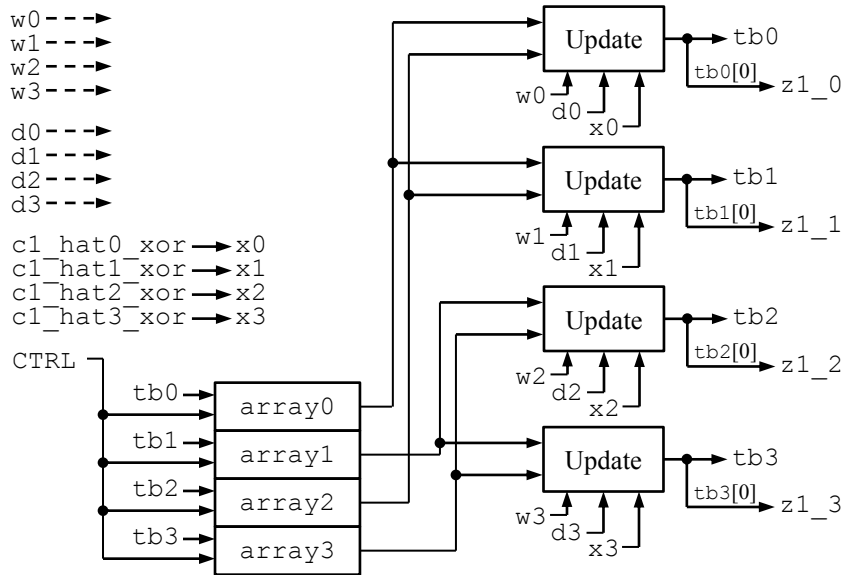 w0
w1
w2
w3
d0
d1
d2
d3
c1_hat0_xor x0
c1_hat1_xor x1
c1_hat2_xor x2
c1_hat3_xor x3
CTRL
tb0
array0
tb1
array1
tb2
array2
tb3
array3
Update
tb0
tb0[0]
z1_0
w0
d0
x0
Update
tb1
tb1[0]
z1_1
w1
d1
x1
Update
tb2
tb2[0]
z1_2
w2
d2
x2
Update
tb3
tb3[0]
z1_3
w3
d3
x3